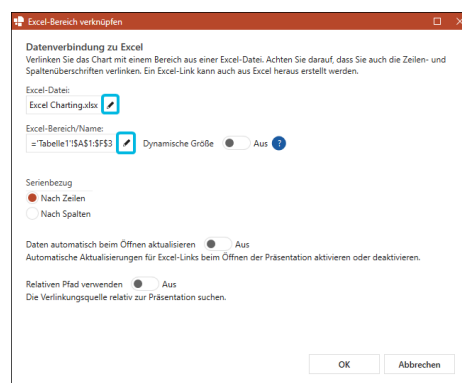 Excel-Bereich verknüpfen
Datenverbindung zu Excel
Verlinken Sie das Chart mit einem Bereich aus einer Excel-Datei. Achten Sie darauf, dass Sie auch die Zeilen- und
Spaltenüberschriften verlinken. Ein Excel-Link kann auch aus Excel heraus erstellt werden.
Excel-Datei:
Excel Charting.xlsx
Excel-Bereich/Name:
='Tabelle1'!$A$1:$F$3 Dynamische Größe Aus ?
Serienbezug
Nach Zeilen
Nach Spalten
Daten automatisch beim Öffnen aktualisieren Aus
Automatische Aktualisierungen für Excel-Links beim Öffnen der Präsentation aktivieren oder deaktivieren.
Relativen Pfad verwenden Aus
Die Verlinkungsquelle relativ zur Präsentation suchen.
OK Abbrechen